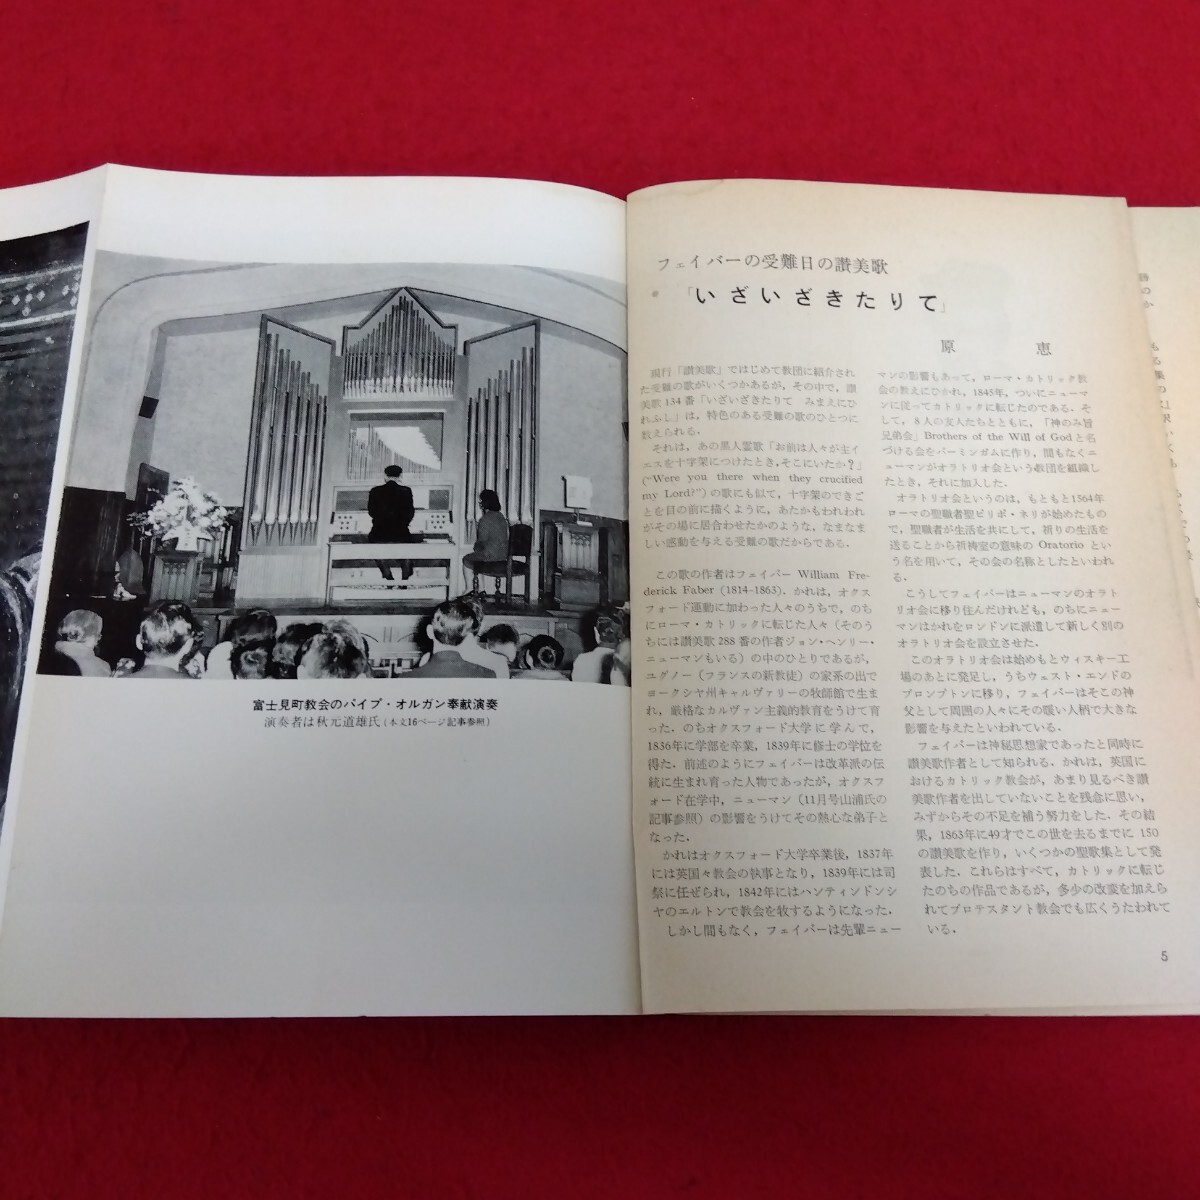 富士見町教会のパイプ・オルガン奉献演奏
演奏者は秋元道雄氏(本文16ページ記事参照)
フェイバーの受難日の讃美歌
「いざいざきたりて」
原 恵
現行「讃美歌」ではじめて教団に紹介され
た受難の歌がいくつかあるが，その中で，讃
美歌134番「いざいざきたりて みまえにひ
れふし」は，特色のある受難の歌のひとつに
数えられる．
それは，あの黒人霊歌「お前は人々が主イ
エスを十字架につけたとき，そこにいたか？」
("Were you there when they crucified
my Lord?") の歌にも似て，十字架のできご
とを目の前に描くように，あたかもわれわれ
がその場に居合わせたかのような，なまなま
しい感動を与える受難の歌だからである．
この歌の作者はフェイバー William Fre-
derick Faber (1814–1863)．かれは，オクス
フォード運動に加わった人々のうちで，のち
にローマ・カトリックに転じた人々（そのう
ちには讃美歌 288 番の作者ジョン・ヘンリー・
ニューマンもいる）の中のひとりであるが，
ユグノー（フランスの新教徒）の家系の出で
ヨークシヤ州キャルヴァリーの牧師館で生ま
れ，厳格なカルヴァン主義的教育をうけて育
った．のちオクスフォード大学に学んで，
1836年に学部を卒業，1839年に修士の学位を
得た．前述のようにフェイバーは改革派の伝
統に生まれ育った人物であったが，オクスフ
ォード在学中，ニューマン（11月号山浦氏の
記事参照）の影響をうけてその熱心な弟子と
なった．
かれはオクスフォード大学卒業後，1837年
には英国々教会の執事となり，1839年には司
祭に任ぜられ，1842年にはハンティンドンシ
ヤのエルトンで教会を牧するようになった．
しかし間もなく，フェイバーは先輩ニュー
マンの影響もあって，ローマ・カトリック教
会の教えにひかれ，1845年，ついにニューマ
ンに従ってカトリックに転じたのである．そ
して，8人の友人たちとともに，「神のみ旨
兄弟会」Brothers of the Will of God と名
づける会をバーミンガムに作り，間もなくニ
ューマンがオラトリオ会という教団を組織し
たとき，それに加入した．
オラトリオ会というのは，もともと1564年
ローマの聖職者聖ピリポ・ネリが始めたもの
で，聖職者が生活を共にして，祈りの生活を
送ることから祈祷室の意味の Oratorio とい
う名を用いて，その会の名称としたといわれ
る．
こうしてフェイバーはニューマンのオラト
リオ会に移り住んだけれども，のちにニュー
マンはかれをロンドンに派遣して新しく別の
オラトリオ会を設立させた．
このオラトリオ会は始めもとウィスキー工
場のあとに発足し，うちウェスト・エンドの
ブロンプトンに移り，フェイバーはそこの神
父として周囲の人々にその暖い人柄で大きな
影響を与えたといわれている．
フェイバーは神秘思想家であったと同時に
讃美歌作者として知られる．かれは，英国に
おけるカトリック教会が，あまり見るべき讃
美歌作者を出していないことを残念に思い，
みずからその不足を補う努力をした．その結
果，1863年に49才でこの世を去るまでに 150
の讃美歌を作り，いくつかの聖歌集として発
表した．これらはすべて，カトリックに転じ
たのちの作品であるが，多少の改変を加えら
れてプロテスタント教会でも広くうたわれて
いる．
5